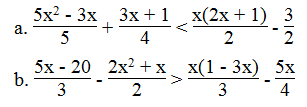 a. (5x² - 3x)/5 + (3x + 1)/4 < x(2x + 1)/2 - 3/2
b. (5x - 20)/3 - (2x² + x)/2 > x(1 - 3x)/3 - 5x/4